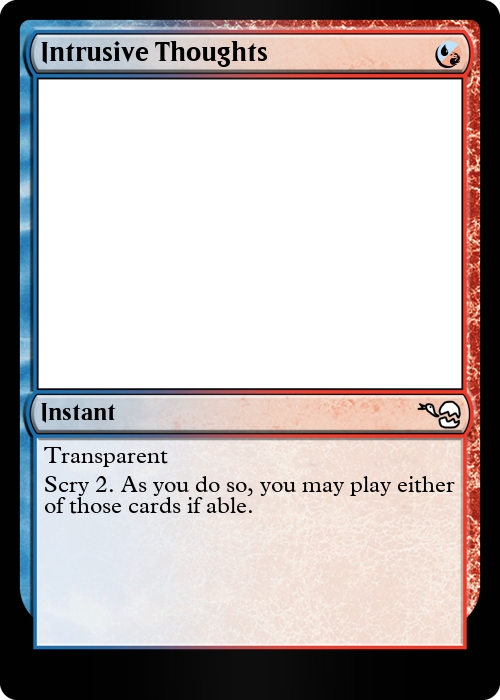 Intrusive Thoughts
Instant
Transparent
Scry 2. As you do so, you may play either
of those cards if able.